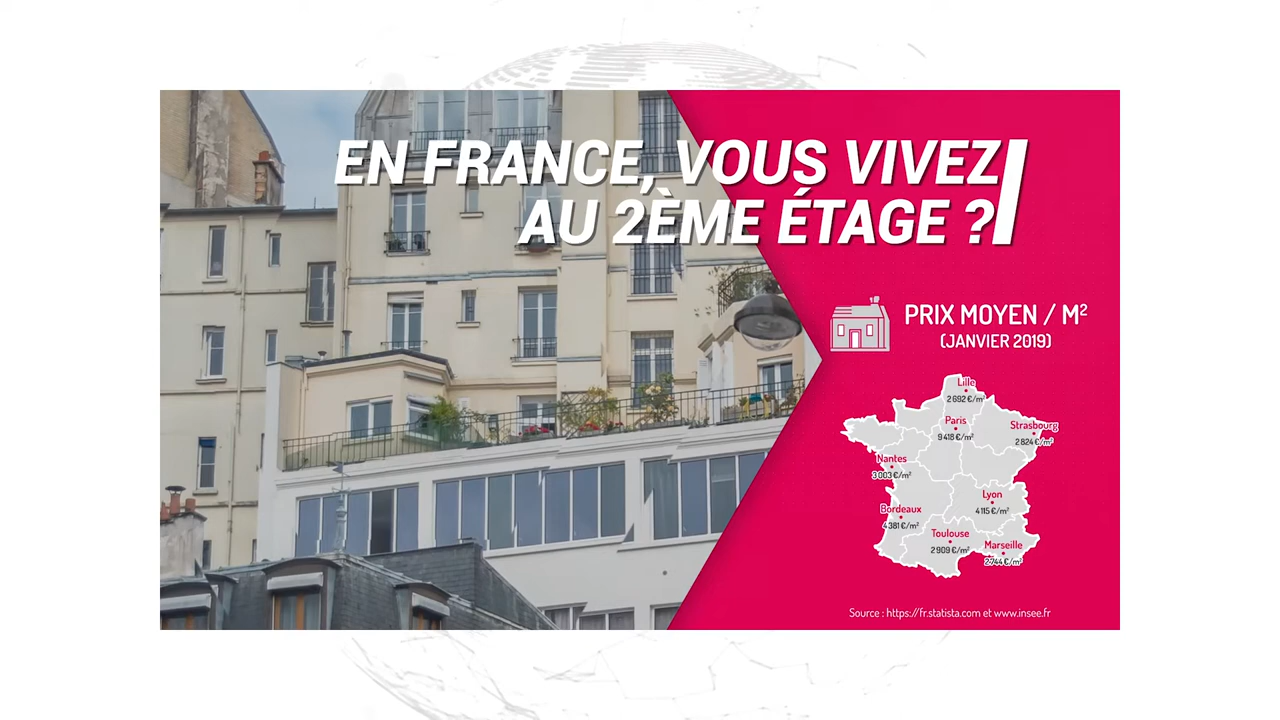 EN FRANCE, VOUS VIVEZ
AU 2ÈME ÉTAGE ?
PRIX MOYEN / M²
(JANVIER 2019)
Lille
2 692 €/m²
Paris
9 418 €/m²
Strasbourg
2 824 €/m²
Nantes
3 003 €/m²
Lyon
4 115 €/m²
Bordeaux
4381 €/m²
Toulouse
2 909 €/m²
Marseille
2 744 €/m²
Source : https://fr.statista.com et www.insee.fr